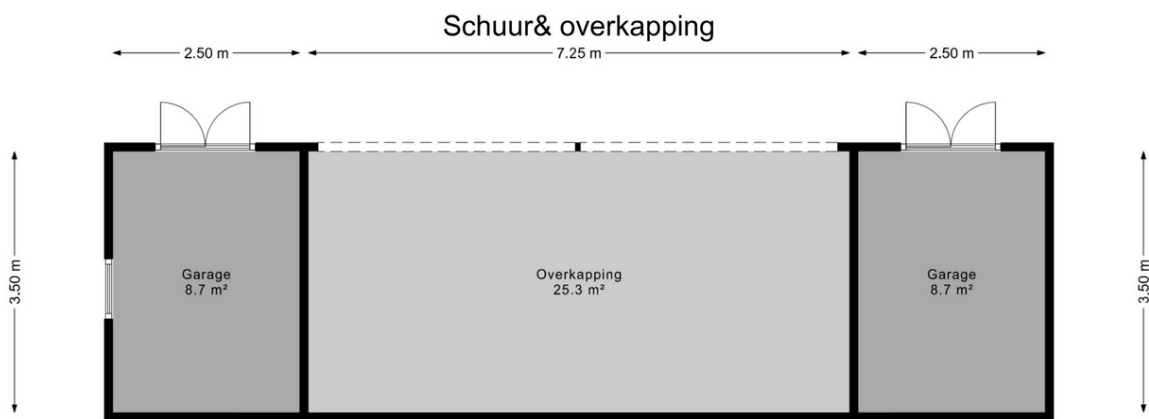 Schuur& overkapping
2.50 m
7.25 m
2.50 m
3.50 m
3.50 m
Garage
8.7 m²
Overkapping
25.3 m²
Garage
8.7 m²